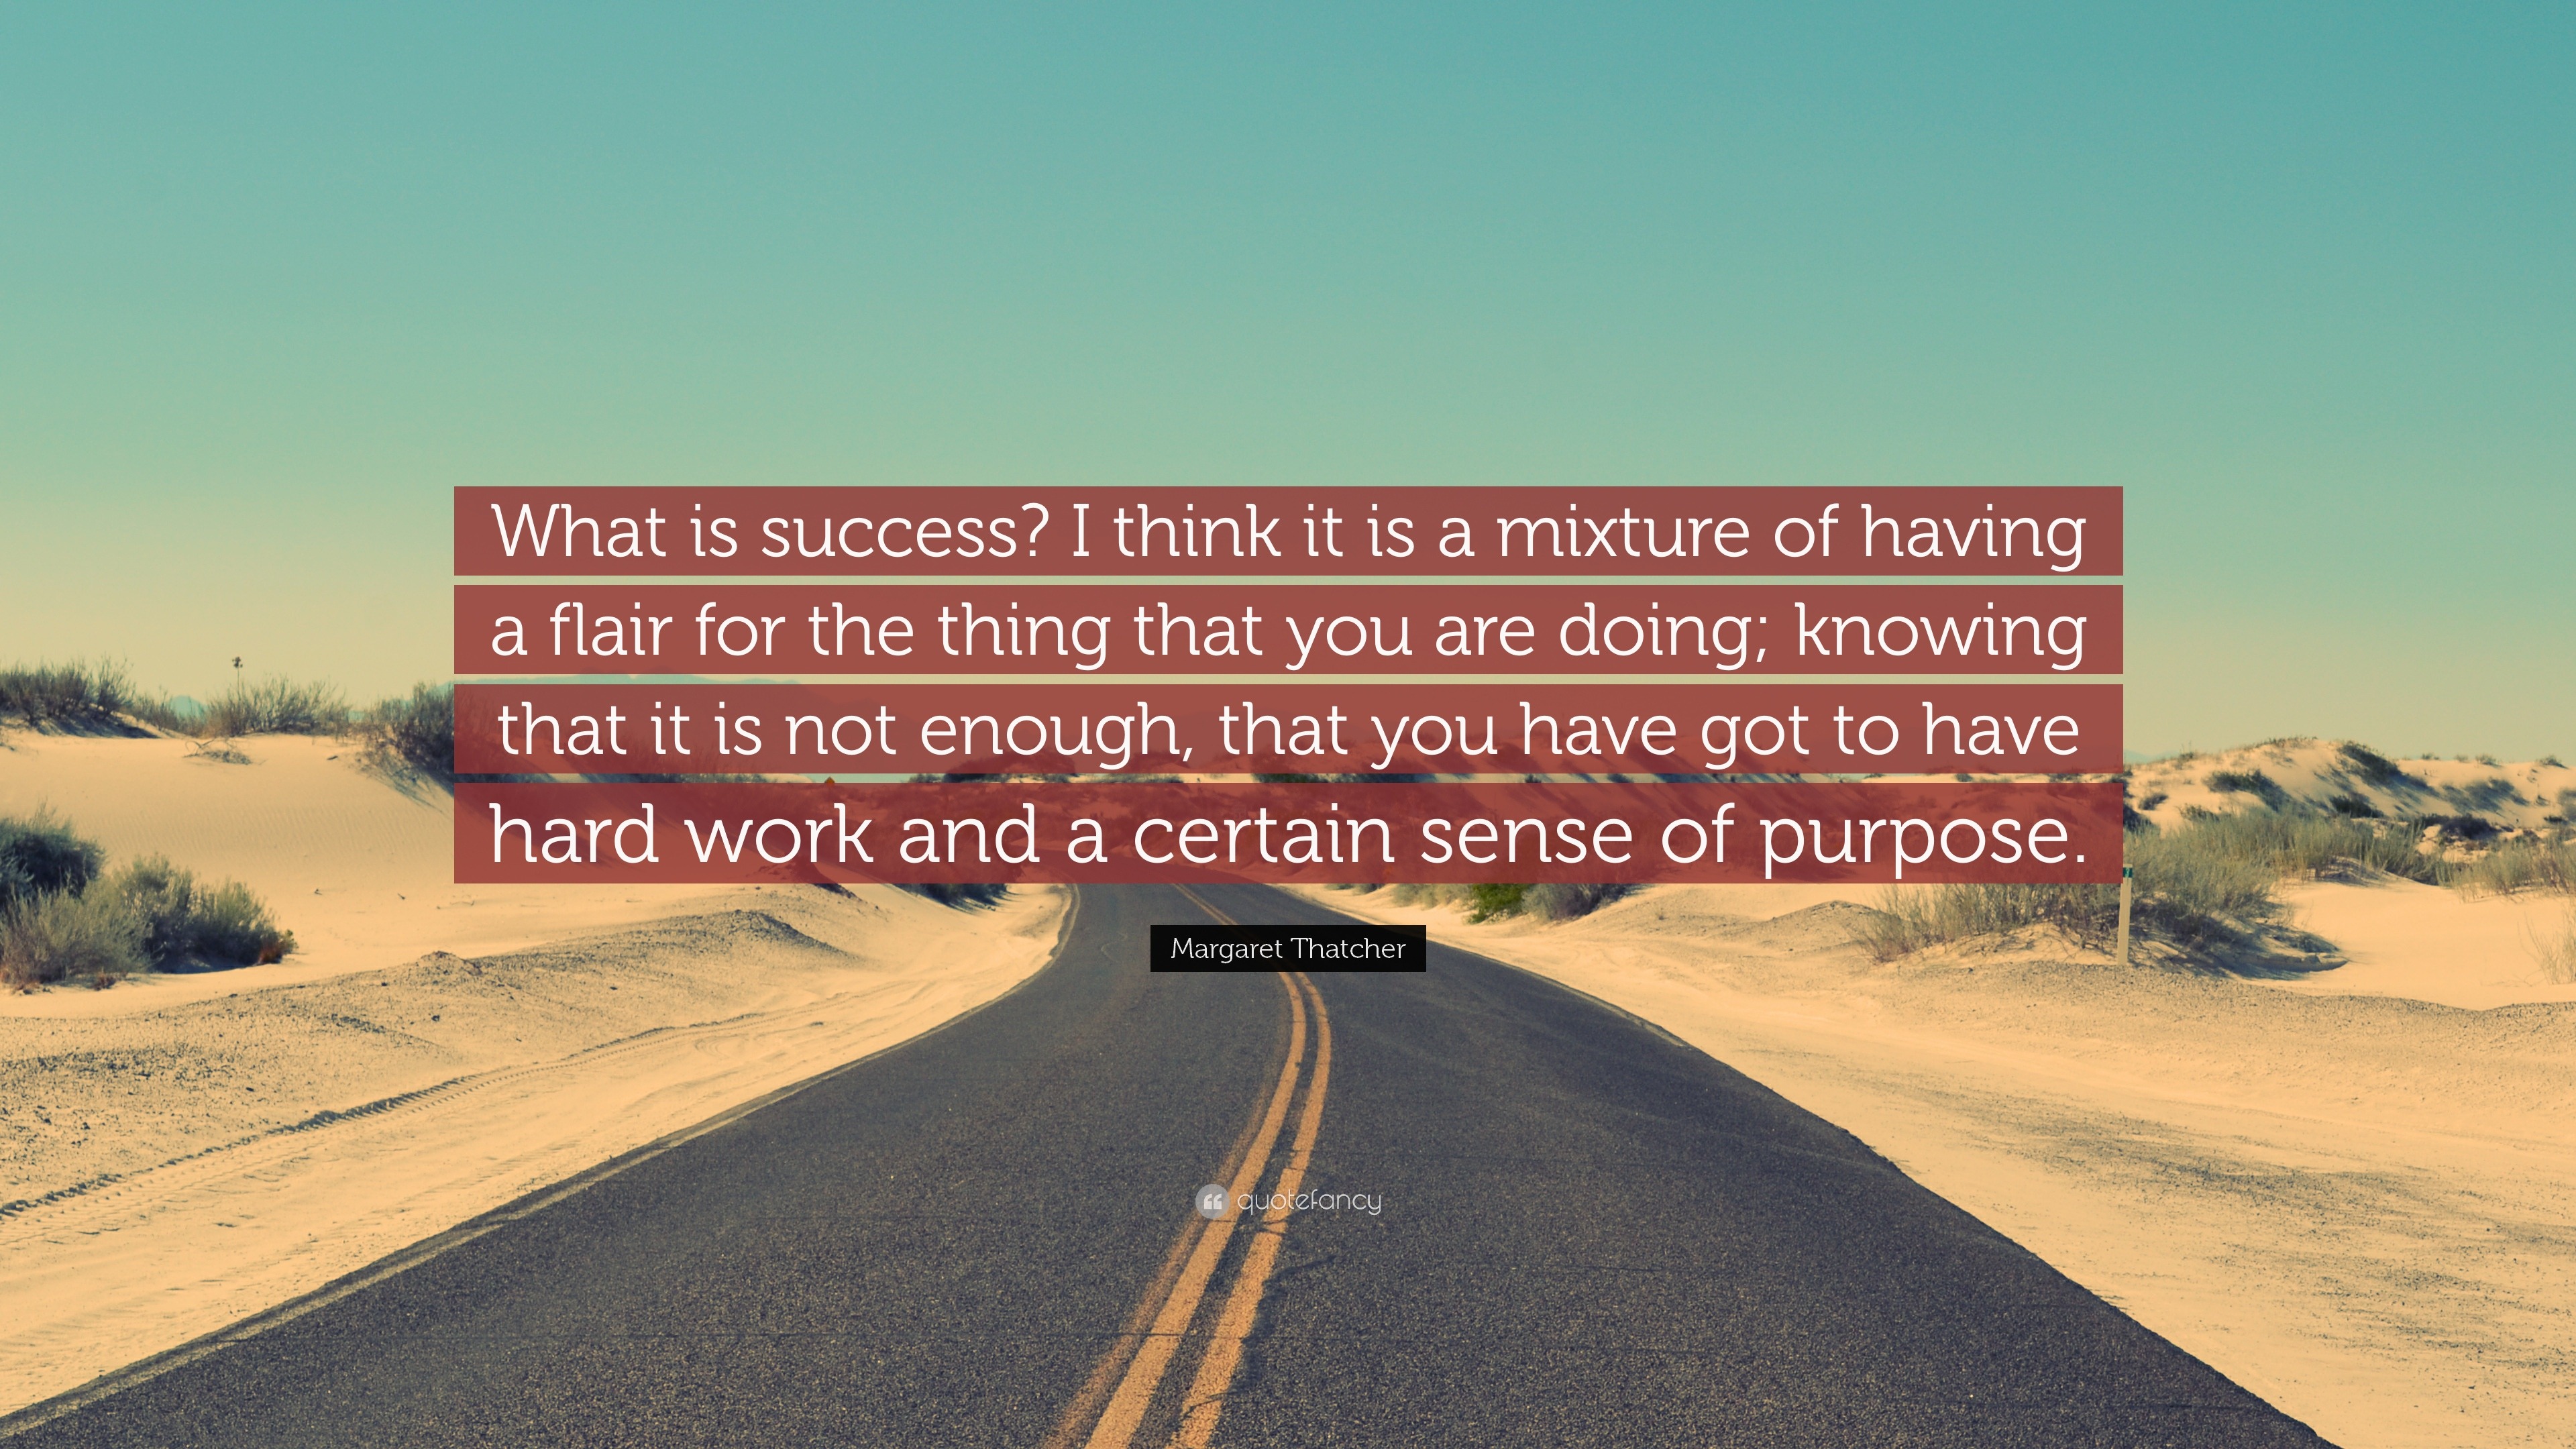 What is success? I think it is a mixture of having
a flair for the thing that you are doing; knowing
that it is not enough, that you have got to have
hard work and a certain sense of purpose.
Margaret Thatcher
quotefancy